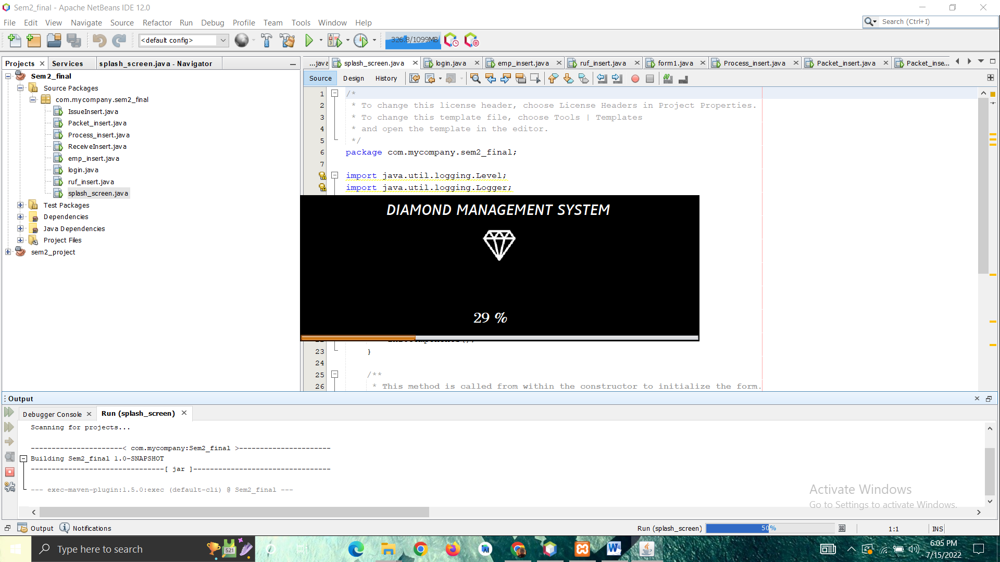 Sem2_final - Apache NetBeans IDE 12.0
File Edit View Navigate Source Refactor Run Debug Profile Team Tools Window Help
Search (Ctrl+I)
<default config>
326.8/1099MB
Projects
Services
splash_screen.java - Navigator
...java
splash_screen.java
login.java
emp_insert.java
ruf_insert.java
form1.java
Process_insert.java
Packet_insert.java
Packet_inse...
Source Design History
Sem2_final
Source Packages
com.mycompany.sem2_final
IssueInsert.java
Packet_insert.java
Process_insert.java
ReceiveInsert.java
emp_insert.java
login.java
ruf_insert.java
splash_screen.java
Test Packages
Dependencies
Java Dependencies
Project Files
sem2_project
1 /*
2 * To change this license header, choose License Headers in Project Properties.
3 * To change this template file, choose Tools | Templates
4 * and open the template in the editor.
5 */
6 package com.mycompany.sem2_final;
7
import java.util.logging.Level;
import java.util.logging.Logger;
DIAMOND MANAGEMENT SYSTEM
29 %
23 }
24
25 /**
26 * This method is called from within the constructor to initialize the form.
Output
Debugger Console
Run (splash_screen)
Scanning for projects...
----------------------< com.mycompany:Sem2_final >----------------------
Building Sem2_final 1.0-SNAPSHOT
--------------------------------[ jar ]---------------------------------
--- exec-maven-plugin:1.5.0:exec (default-cli) @ Sem2_final ---
Activate Windows
Go to Settings to activate Windows.
Output
Notifications
Run (splash_screen)
50%
1:1
INS
Type here to search
521
6:05 PM
7/15/2022